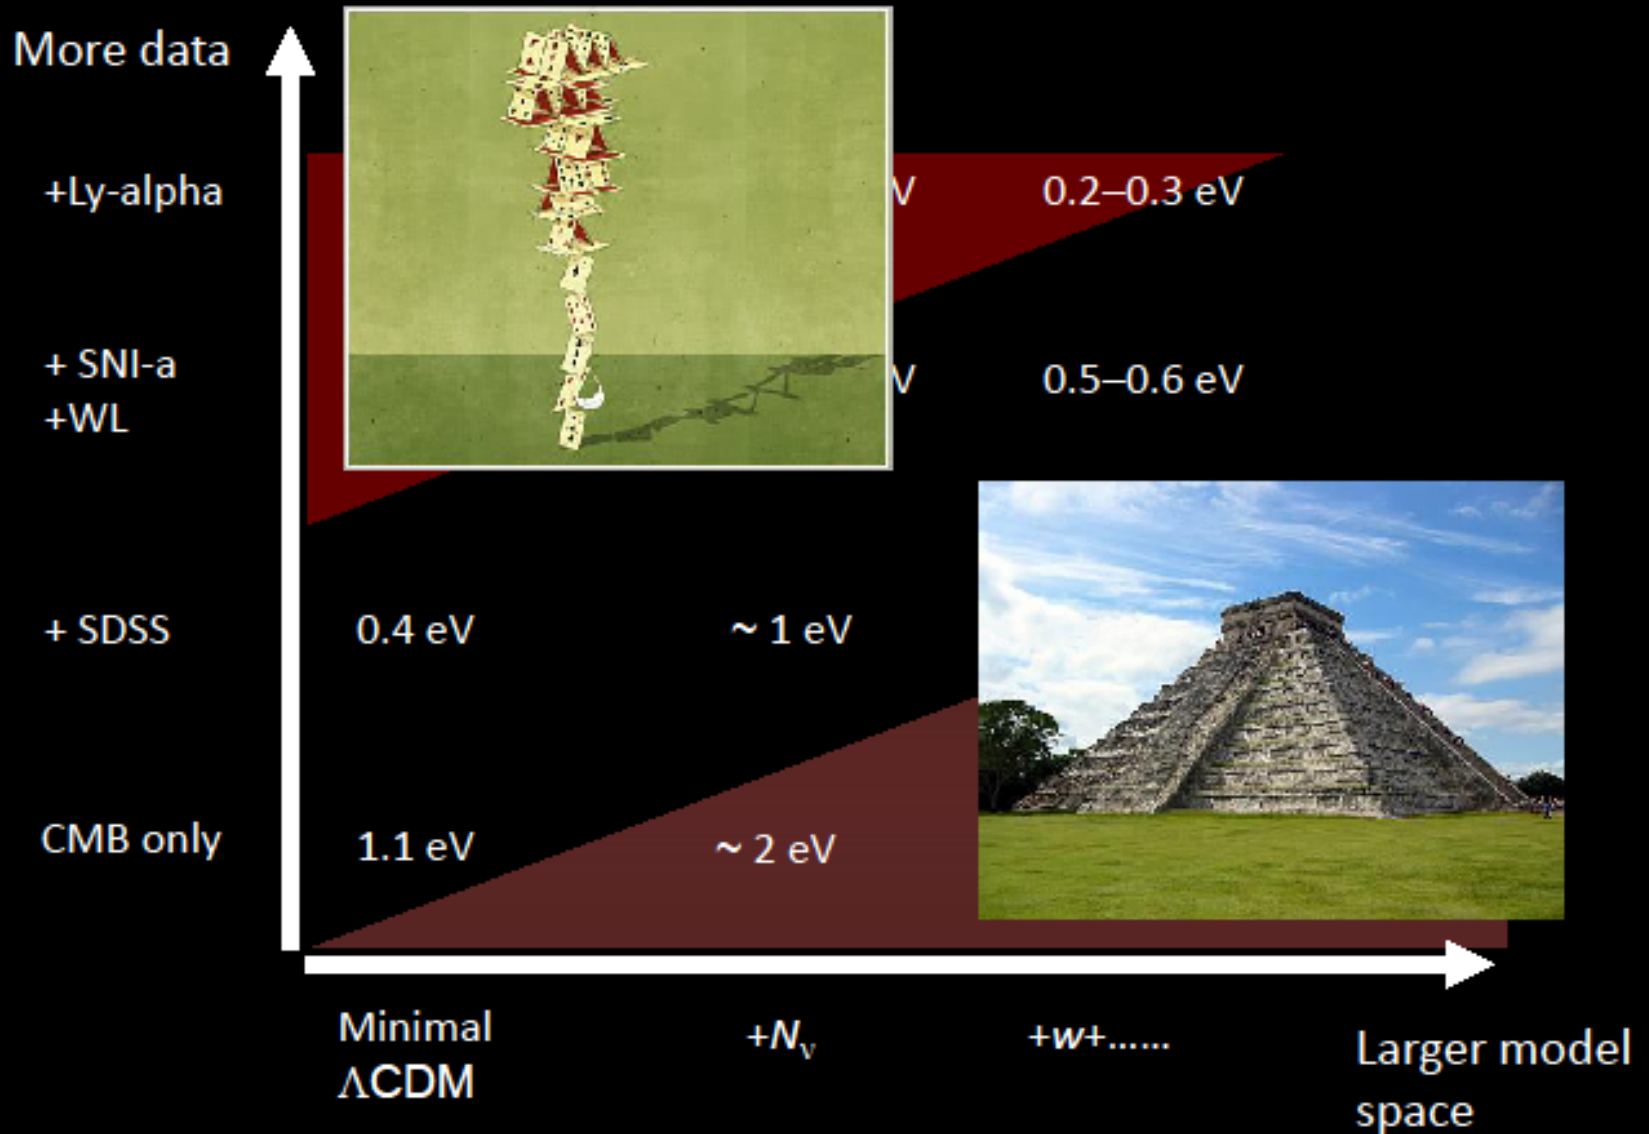 More data
+Ly-alpha
V
0.2–0.3 eV
+ SNI-a
+WL
V
0.5–0.6 eV
+ SDSS
0.4 eV
~ 1 eV
CMB only
1.1 eV
~ 2 eV
Minimal
ΛCDM
+Nν
+w+......
Larger model
space